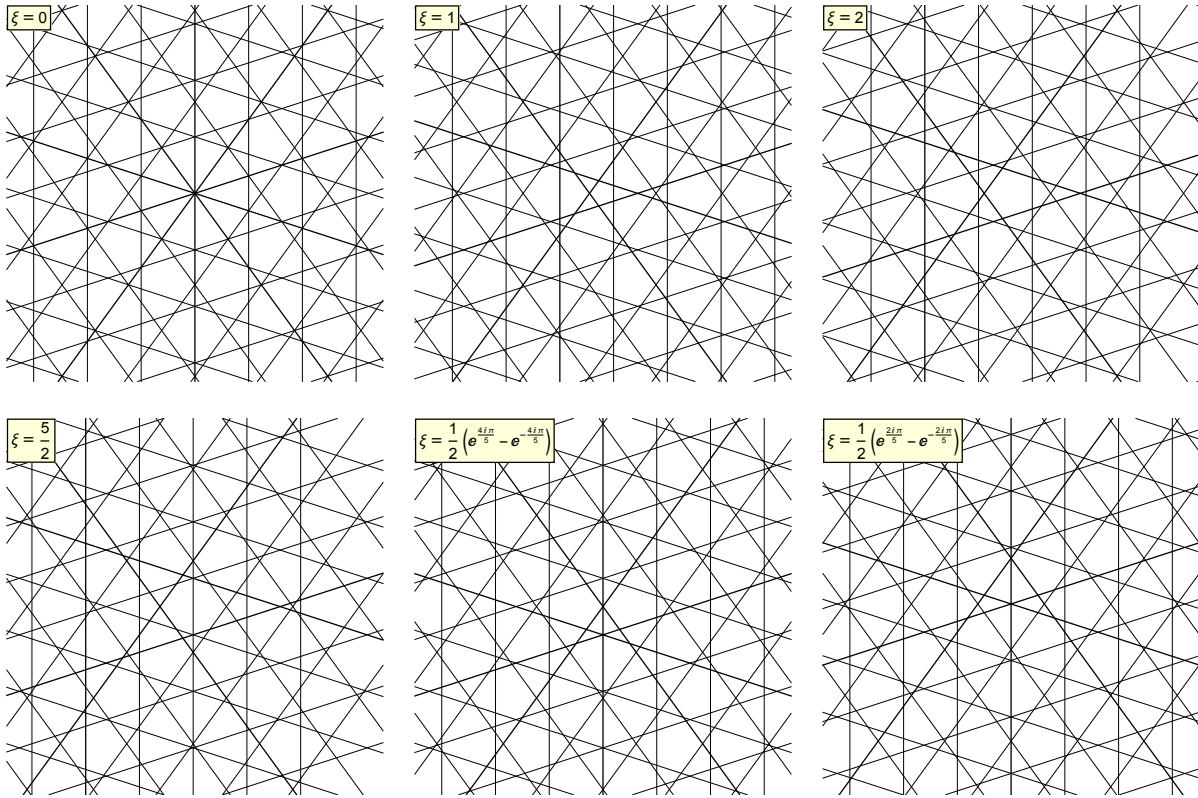 ξ = 0
ξ = 1
ξ = 2
ξ = 5/2
ξ = 1/2 (e^(4iπ/5) − e^(−4iπ/5))
ξ = 1/2 (e^(2iπ/5) − e^(−2iπ/5))